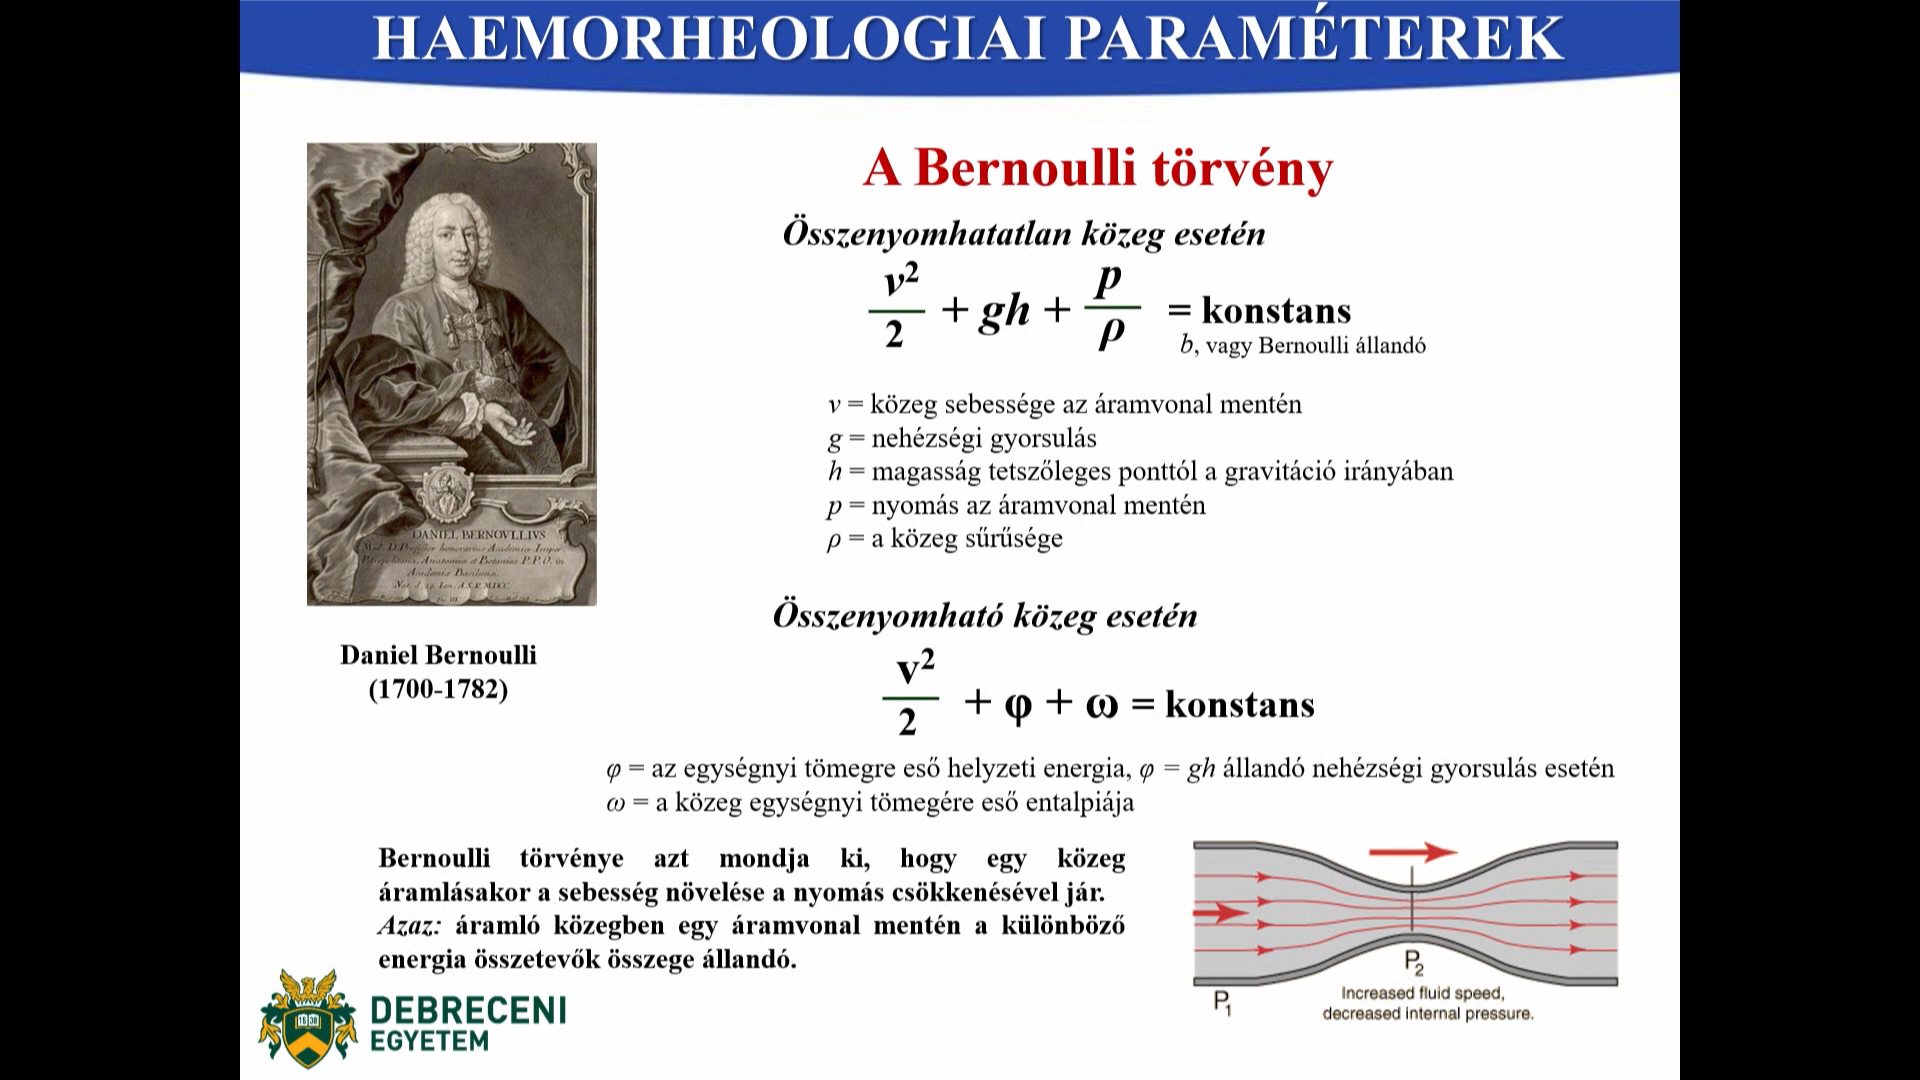 HAEMORHEOLOGIAI PARAMÉTEREK
A Bernoulli törvény
Összenyomhatatlan közeg esetén
v²/2 + gh + p/ρ = konstans
b, vagy Bernoulli állandó
v = közeg sebessége az áramvonal mentén
g = nehézségi gyorsulás
h = magasság tetszőleges ponttól a gravitáció irányában
p = nyomás az áramvonal mentén
ρ = a közeg sűrűsége
DANIEL BERNOVLLIVS
Daniel Bernoulli
(1700-1782)
Összenyomható közeg esetén
v²/2 + φ + ω = konstans
φ = az egységnyi tömegre eső helyzeti energia, φ = gh állandó nehézségi gyorsulás esetén
ω = a közeg egységnyi tömegére eső entalpiája
Bernoulli törvénye azt mondja ki, hogy egy közeg
áramlásakor a sebesség növelése a nyomás csökkenésével jár.
Azaz: áramló közegben egy áramvonal mentén a különböző
energia összetevők összege állandó.
P₂
P₁
Increased fluid speed,
decreased internal pressure.
DEBRECENI
EGYETEM